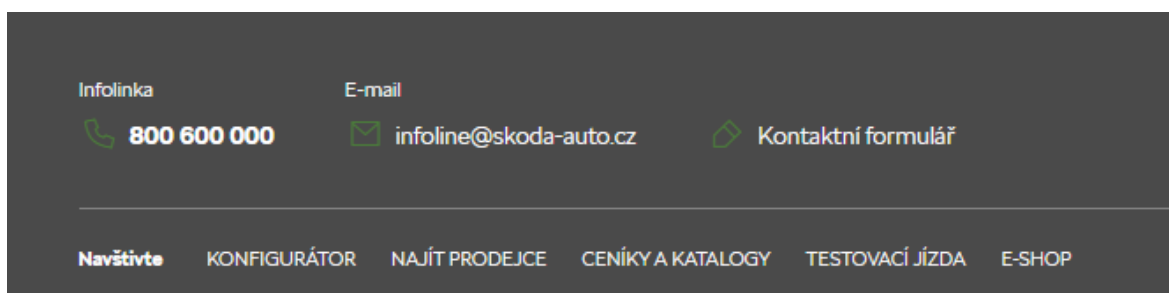 Infolinka E-mail
800 600 000 infoline@skoda-auto.cz Kontaktní formulář
Navštivte KONFIGURÁTOR NAJÍT PRODEJCE CENÍKY A KATALOGY TESTOVACÍ JÍZDA E-SHOP